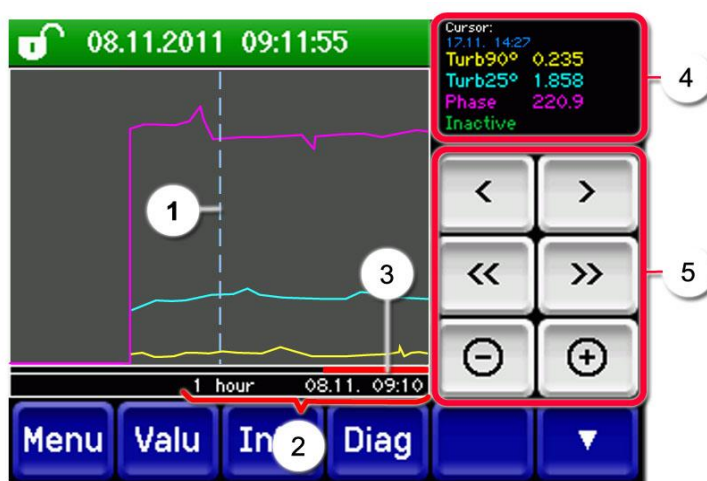 08.11.2011 09:11:55
Cursor:
17.11. 14:27
Turb90° 0.235
Turb25° 1.858
Phase 220.9
Inactive
4
1
3
< >
<< >>
5
1 hour 08.11. 09:10
2
Menu Valu In Diag ▼